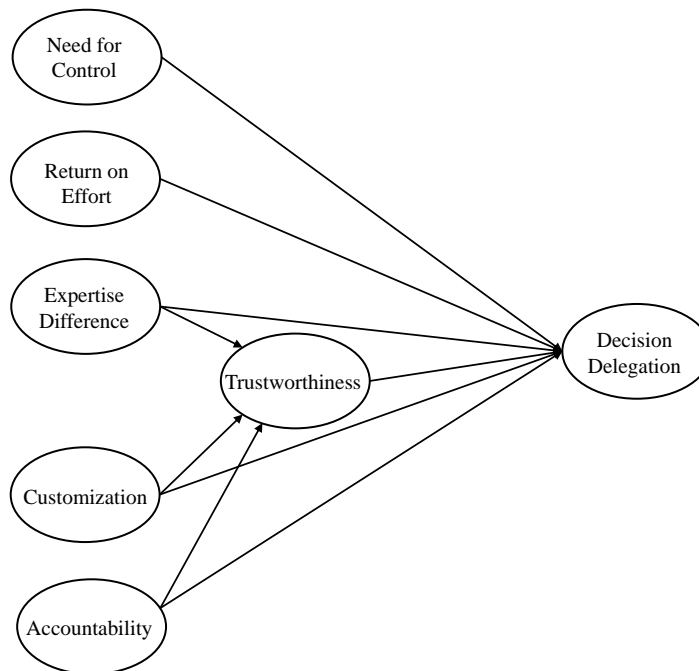 Need for
Control
Return on
Effort
Expertise
Difference
Trustworthiness
Decision
Delegation
Customization
Accountability